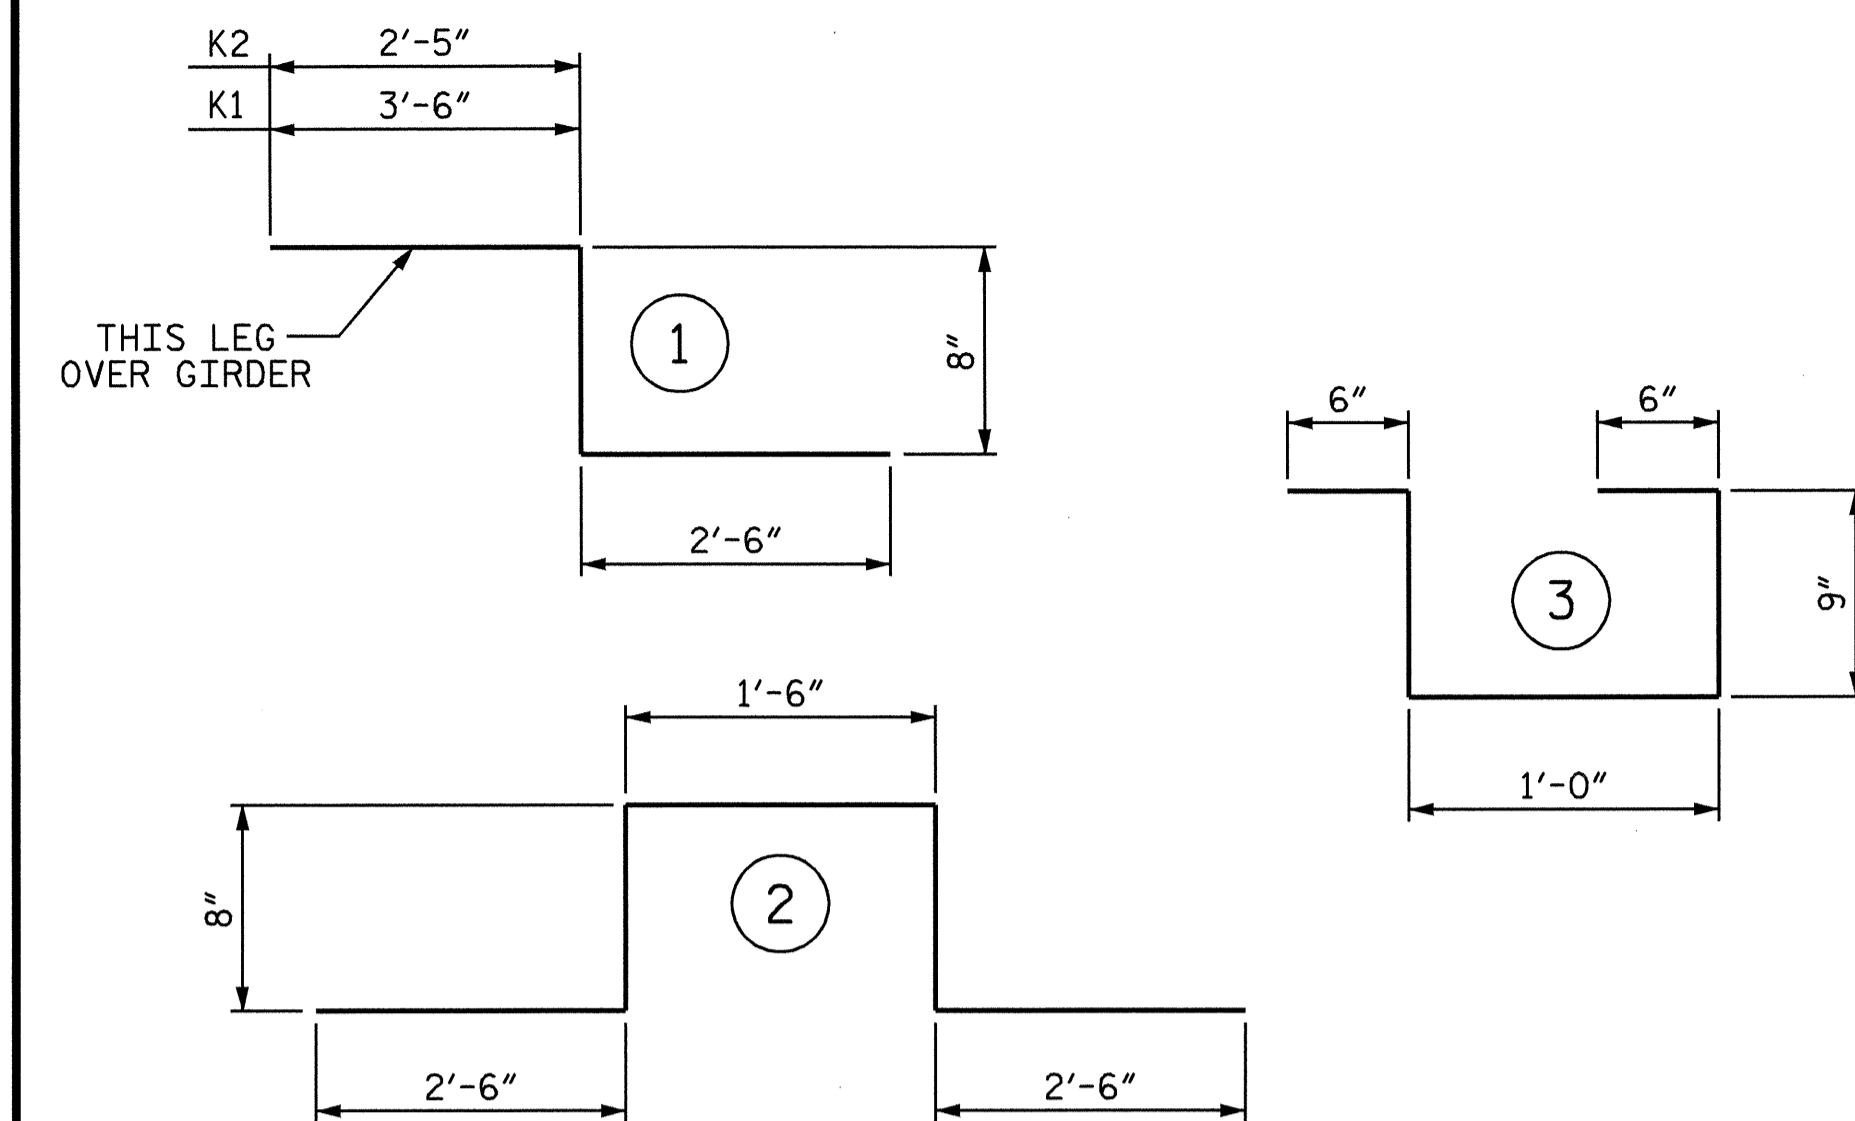 K2 2'-5"
K1 3'-6"
THIS LEG
OVER GIRDER
1
8"
2'-6"
6" 6"
3
9"
1'-0"
1'-6"
8"
2
2'-6" 2'-6"